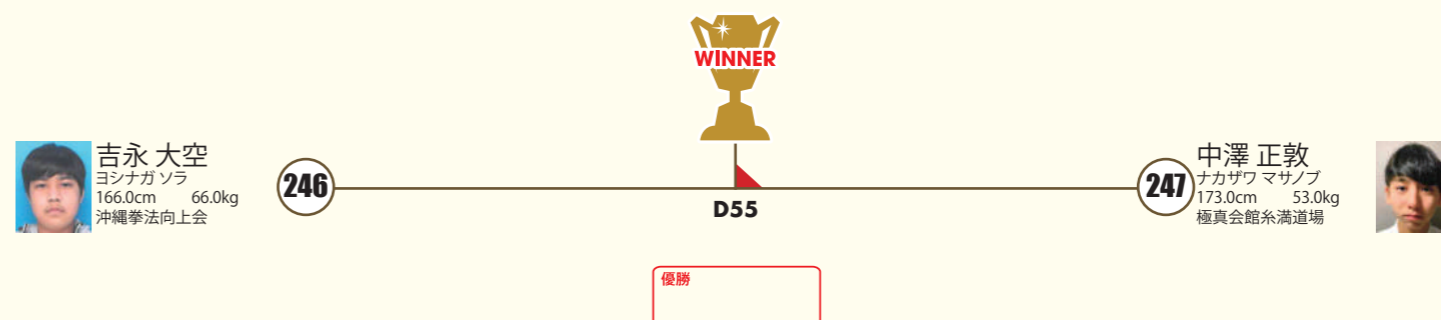 WINNER
吉永 大空
ヨシナガ ソラ
166.0cm 66.0kg
沖縄拳法向上会
246
D55
247
中澤 正敦
ナカザワ マサノブ
173.0cm 53.0kg
極真会館糸満道場
優勝